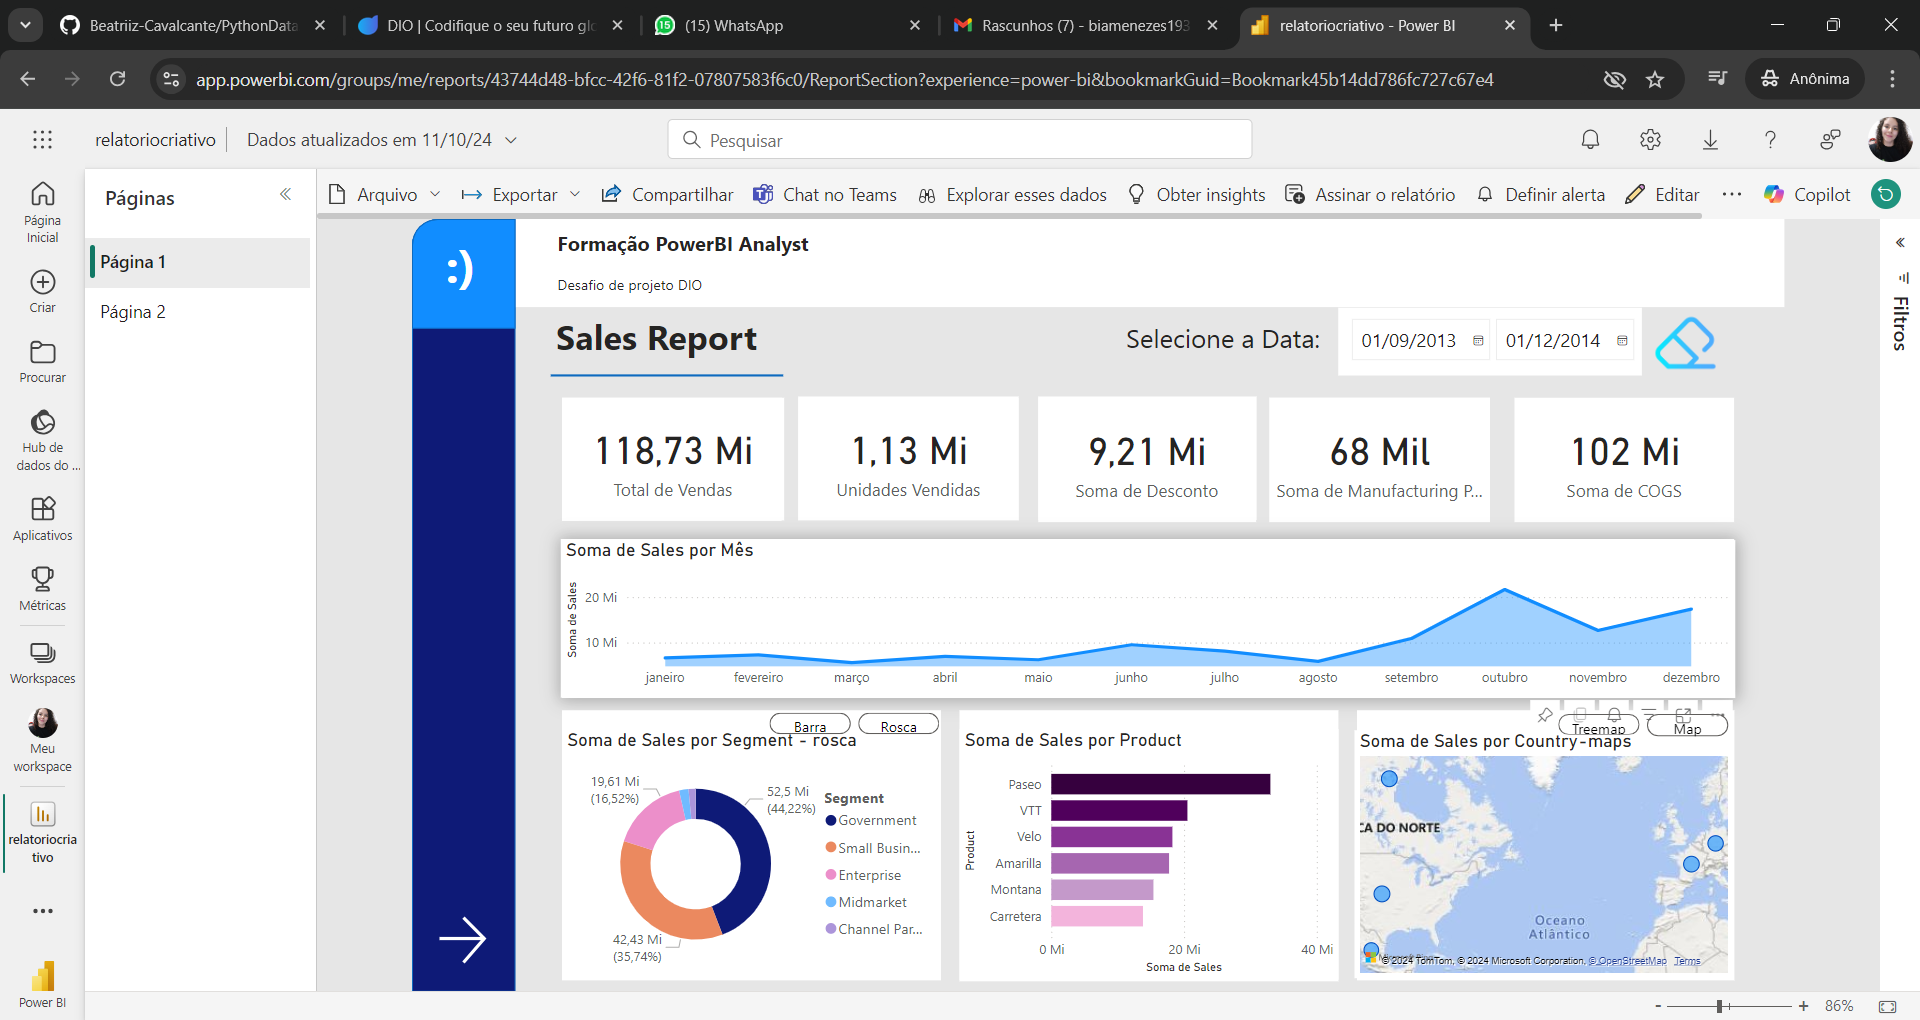 Beatriiz-Cavalcante/PythonData
DIO | Codifique o seu futuro glo
15
(15) WhatsApp
Rascunhos (7) - biamenezes193
relatoriocriativo - Power BI
app.powerbi.com/groups/me/reports/43744d48-bfcc-42f6-81f2-07807583f6c0/ReportSection?experience=power-bi&bookmarkGuid=Bookmark45b14dd786fc727c67e4
Anônima
relatoriocriativo
Dados atualizados em 11/10/24
Pesquisar
Página
Inicial
Criar
Procurar
Hub de
dados do ...
Aplicativos
Métricas
Workspaces
Meu
workspace
relatoriocria
tivo
Power BI
Páginas
Página 1
Página 2
Arquivo
Exportar
Compartilhar
Chat no Teams
Explorar esses dados
Obter insights
Assinar o relatório
Definir alerta
Editar
Copilot
:)
Formação PowerBI Analyst
Desafio de projeto DIO
Sales Report
Selecione a Data:
01/09/2013
01/12/2014
Filtros
118,73 Mi
Total de Vendas
1,13 Mi
Unidades Vendidas
9,21 Mi
Soma de Desconto
68 Mil
Soma de Manufacturing P...
102 Mi
Soma de COGS
Soma de Sales por Mês
Soma de Sales
20 Mi
10 Mi
janeiro
fevereiro
março
abril
maio
junho
julho
agosto
setembro
outubro
novembro
dezembro
Barra
Rosca
Soma de Sales por Segment - rosca
19,61 Mi
(16,52%)
52,5 Mi
(44,22%)
42,43 Mi
(35,74%)
Segment
Government
Small Busin...
Enterprise
Midmarket
Channel Par...
Soma de Sales por Product
Product
Paseo
VTT
Velo
Amarilla
Montana
Carretera
0 Mi
20 Mi
40 Mi
Soma de Sales
Treemap
Map
Soma de Sales por Country-maps
CA DO NORTE
Oceano
Atlântico
© 2024 TomTom, © 2024 Microsoft Corporation, © OpenStreetMap Terms
86%